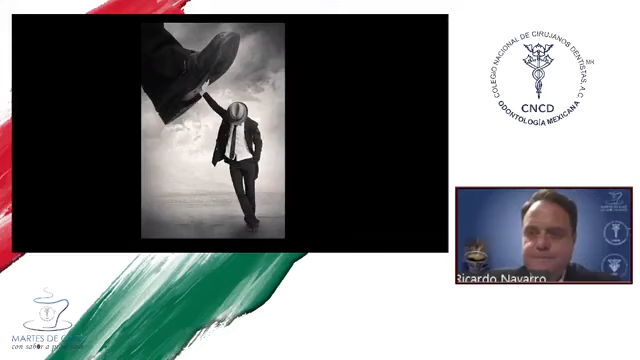 COLEGIO NACIONAL DE CIRUJANOS DENTISTAS, A.C.
MR
CNCD
ODONTOLOGÍA MEXICANA
Ricardo Navarro
MARTES DE
con sabor a